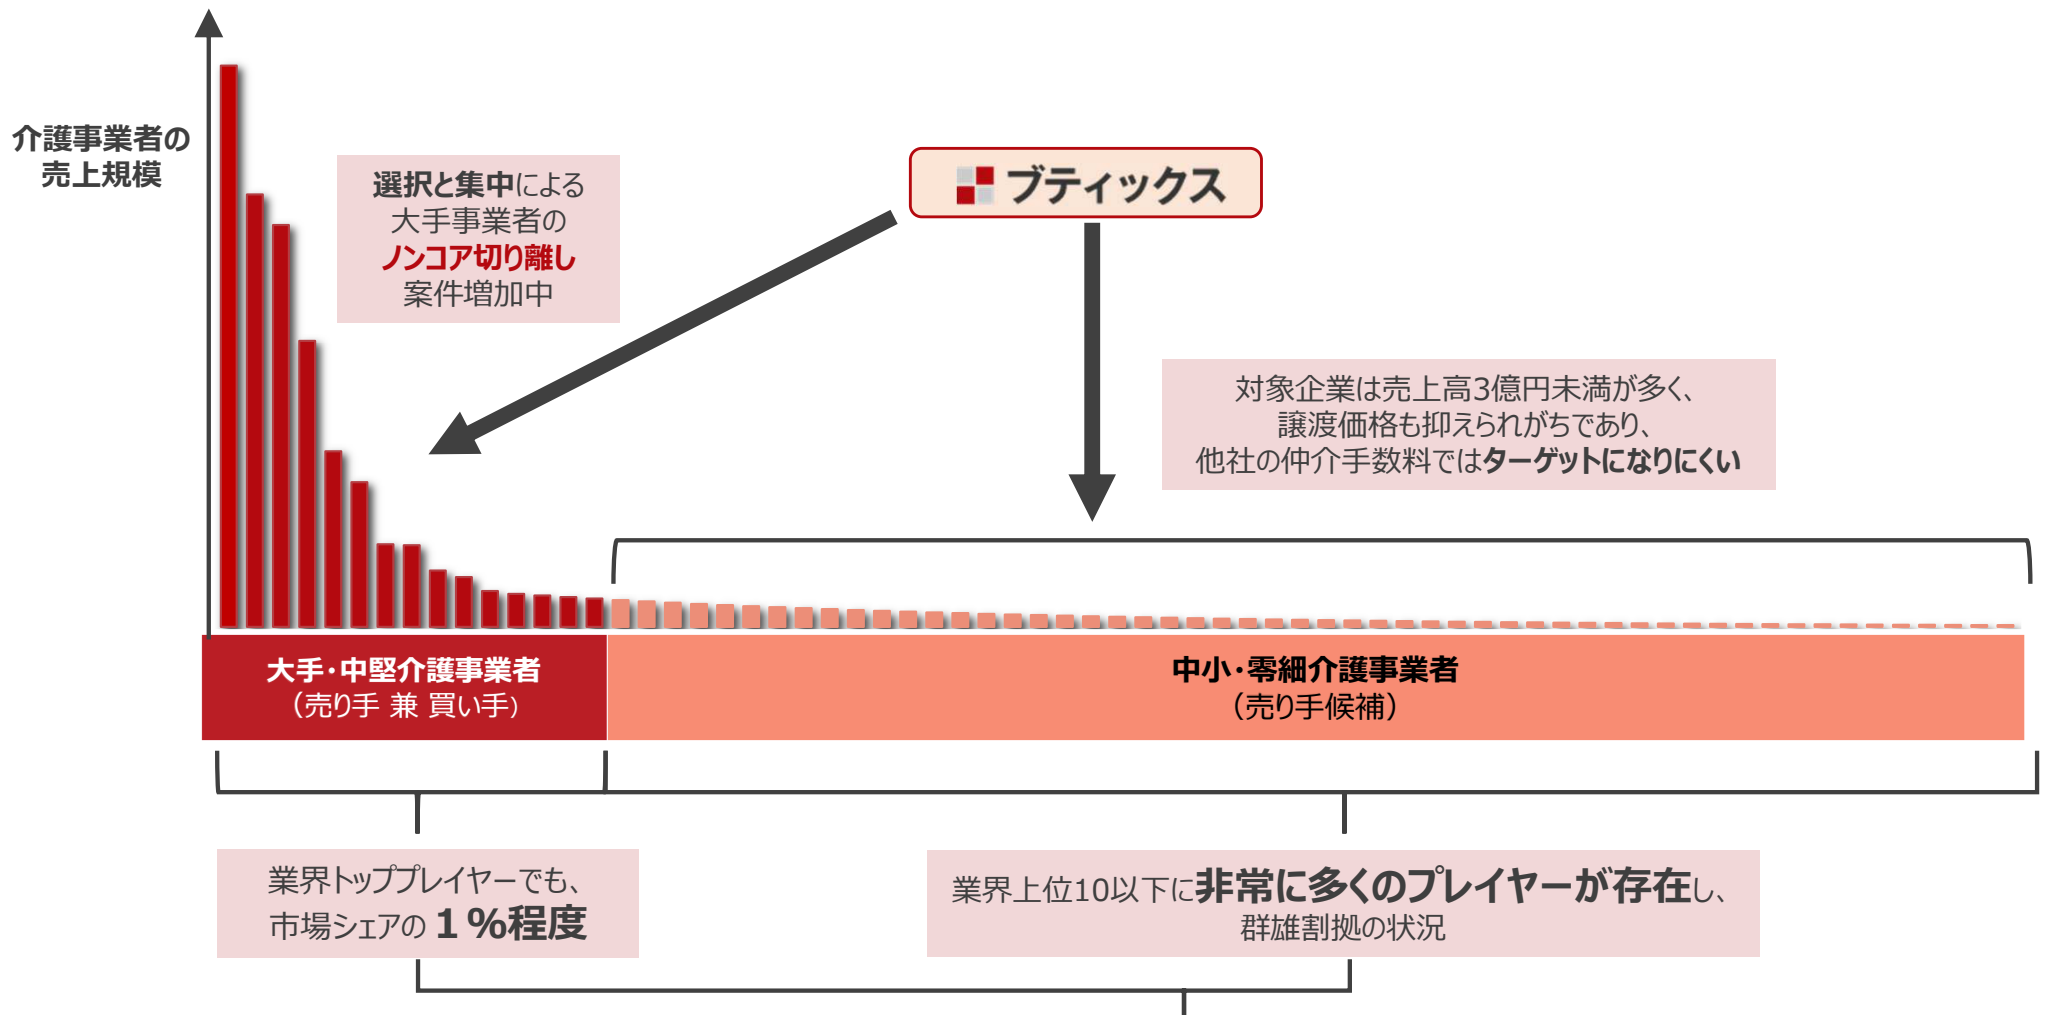 介護事業者の
売上規模
選択と集中による
大手事業者の
ノンコア切り離し
案件増加中
ブティックス
対象企業は売上高3億円未満が多く、
譲渡価格も抑えられがちであり、
他社の仲介手数料ではターゲットになりにくい
大手・中堅介護事業者
（売り手 兼 買い手）
中小・零細介護事業者
（売り手候補）
業界トッププレイヤーでも、
市場シェアの１％程度
業界上位10以下に非常に多くのプレイヤーが存在し、
群雄割拠の状況